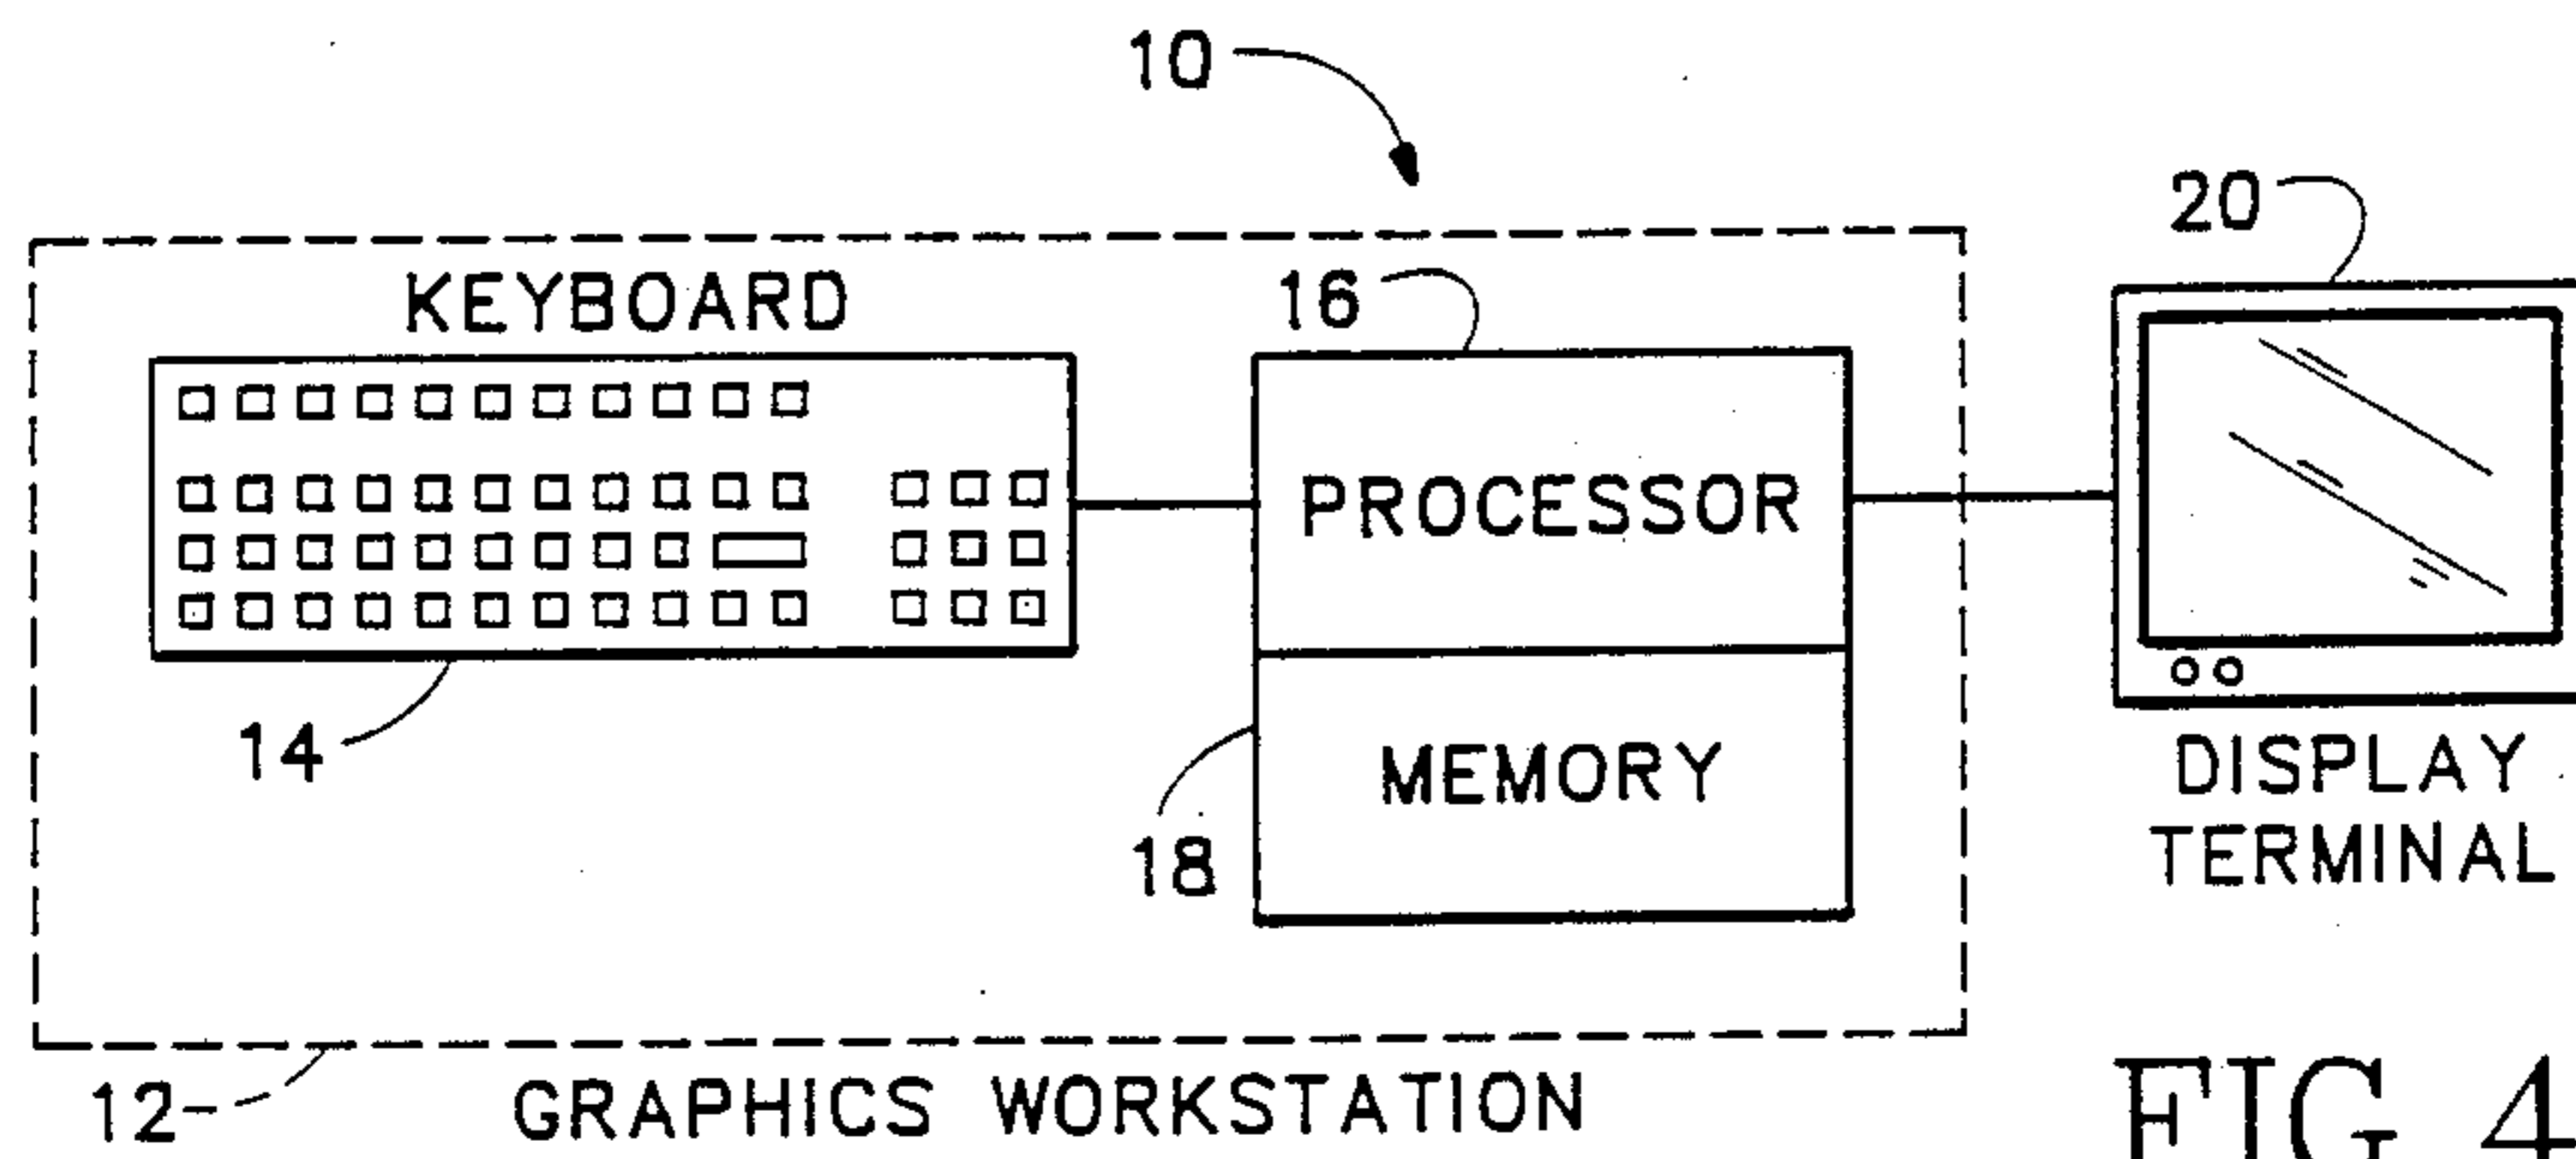 10
20
KEYBOARD
16
PROCESSOR
14
MEMORY
DISPLAY
TERMINAL
18
12
GRAPHICS WORKSTATION
FIG 4